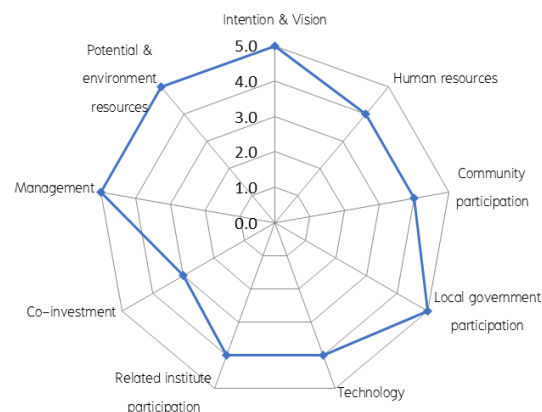 Intention & Vision
Potential &
environment
resources
Human resources
Community
participation
Local government
participation
Technology
Related institute
participation
Co-investment
Management
5.0
4.0
3.0
2.0
1.0
0.0